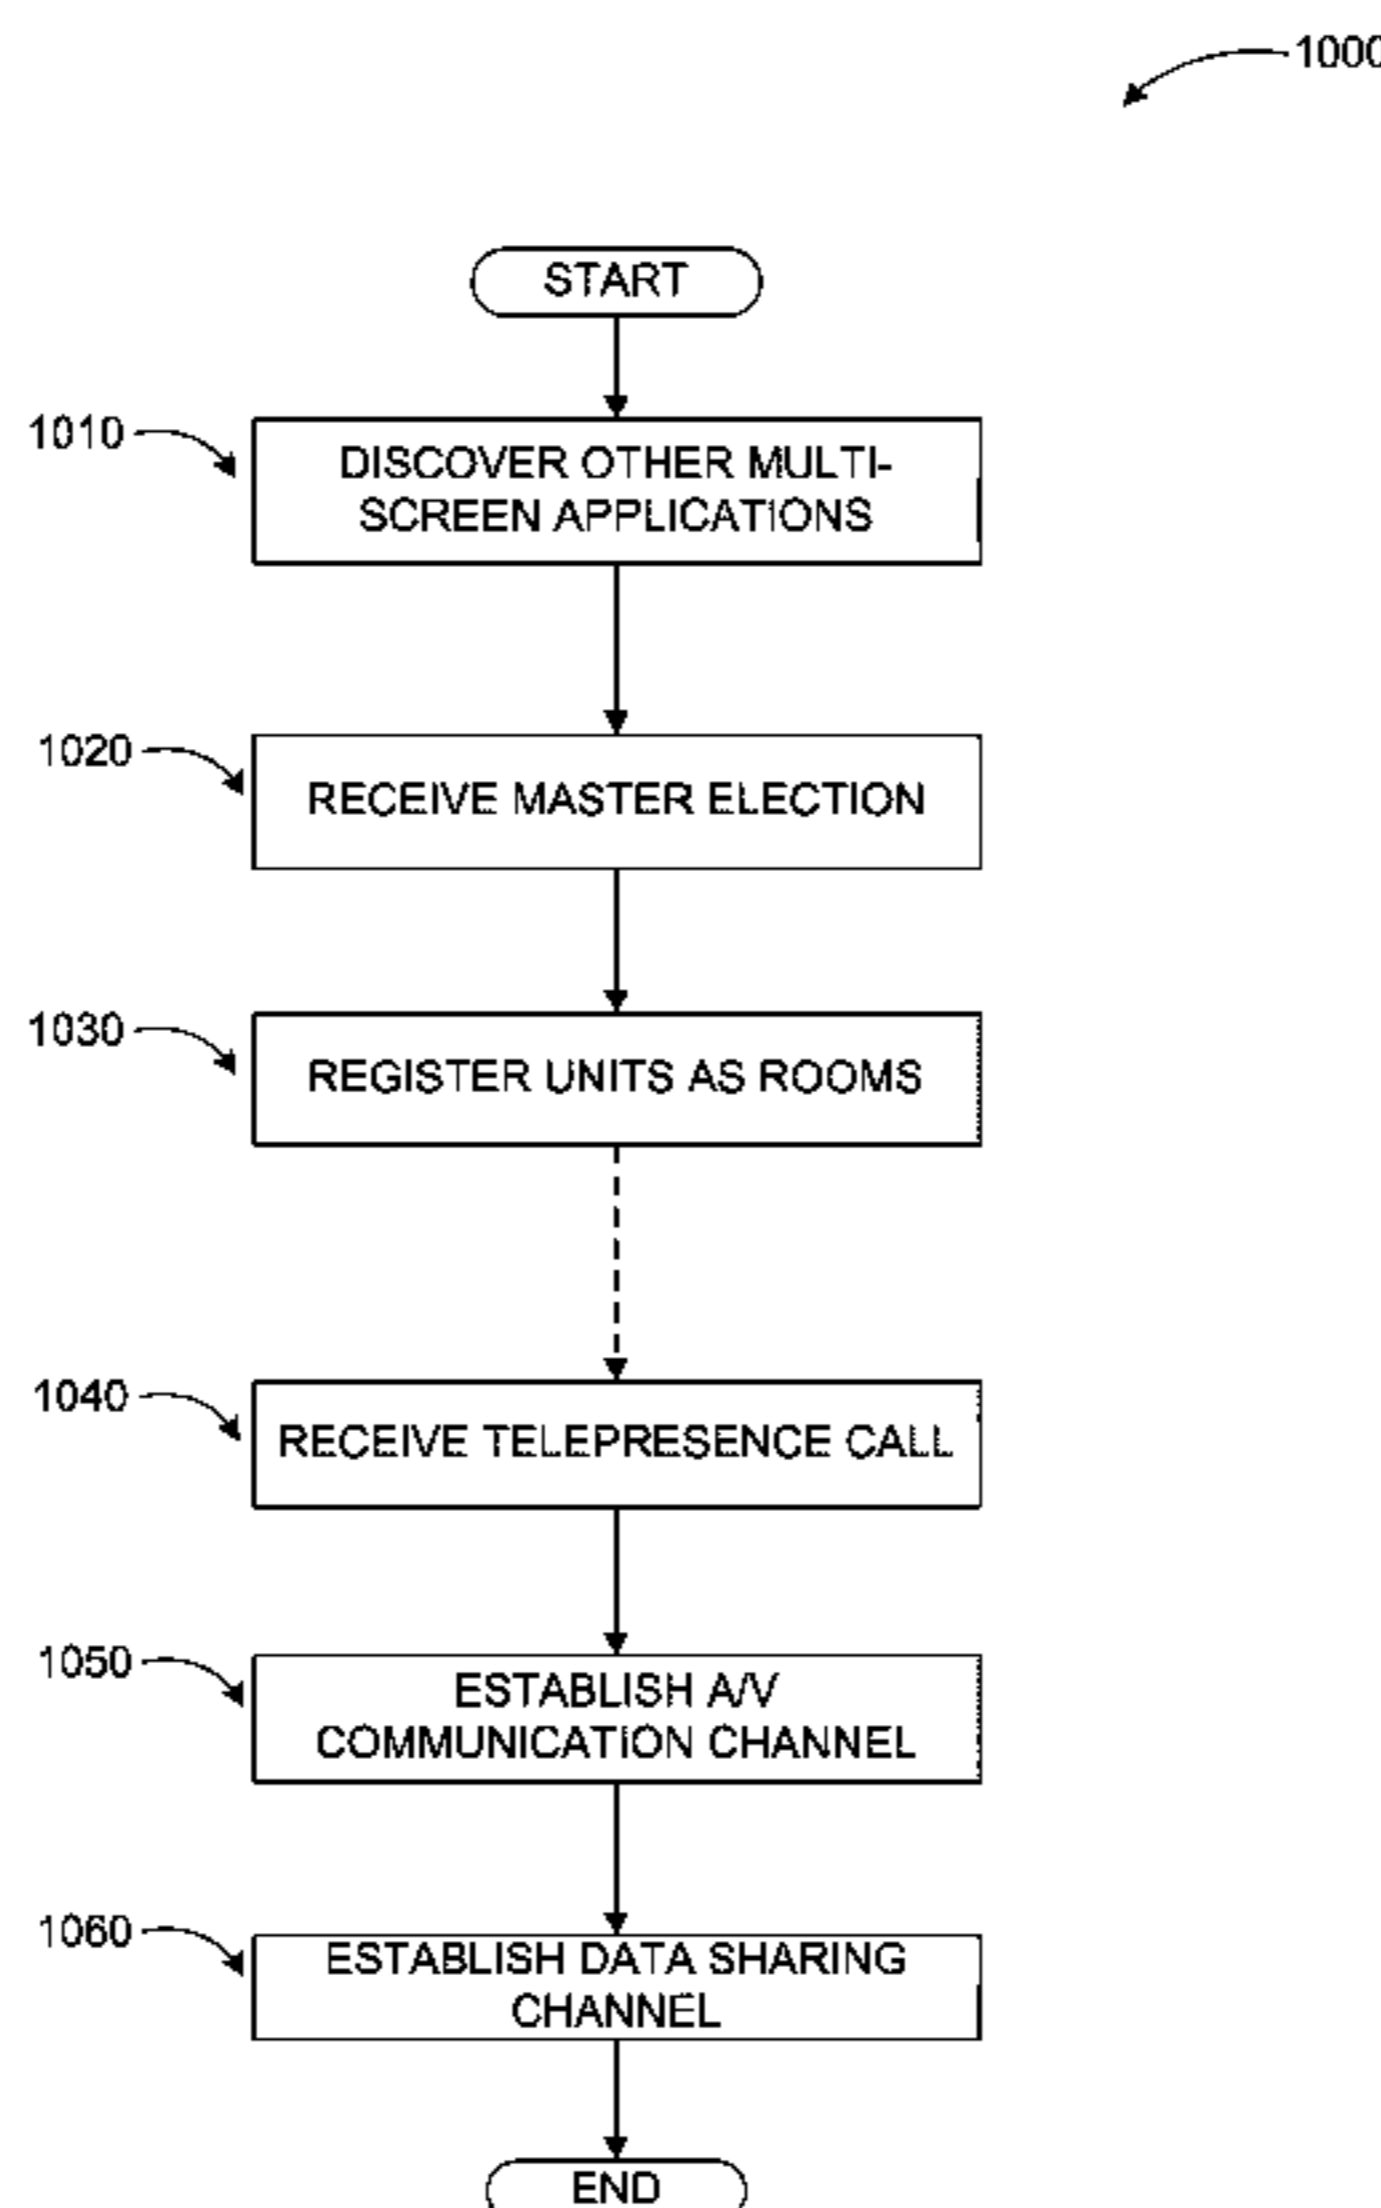 1000
START
1010
DISCOVER OTHER MULTI-
SCREEN APPLICATIONS
1020
RECEIVE MASTER ELECTION
1030
REGISTER UNITS AS ROOMS
1040
RECEIVE TELEPRESENCE CALL
1050
ESTABLISH A/V
COMMUNICATION CHANNEL
1060
ESTABLISH DATA SHARING
CHANNEL
END